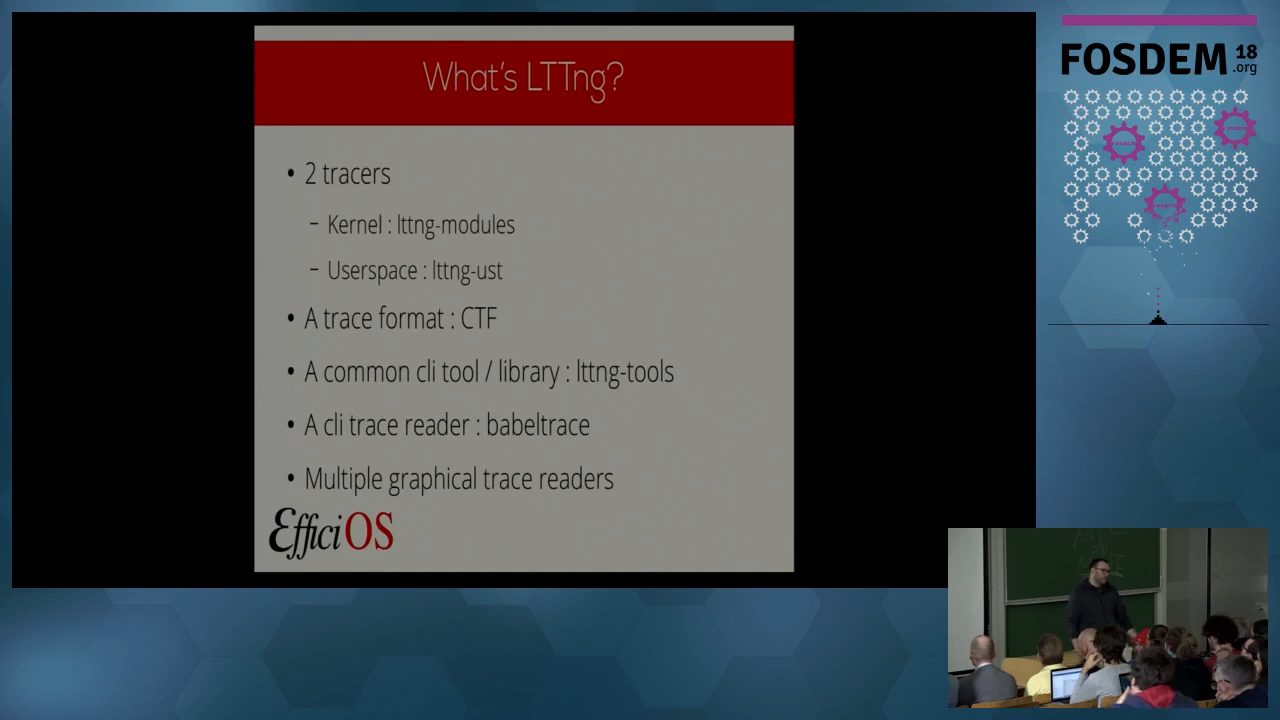 What's LTTng?
• 2 tracers
– Kernel : lttng-modules
– Userspace : lttng-ust
• A trace format : CTF
• A common cli tool / library : lttng-tools
• A cli trace reader : babeltrace
• Multiple graphical trace readers
EfficiOS
FOSDEM 18
.org